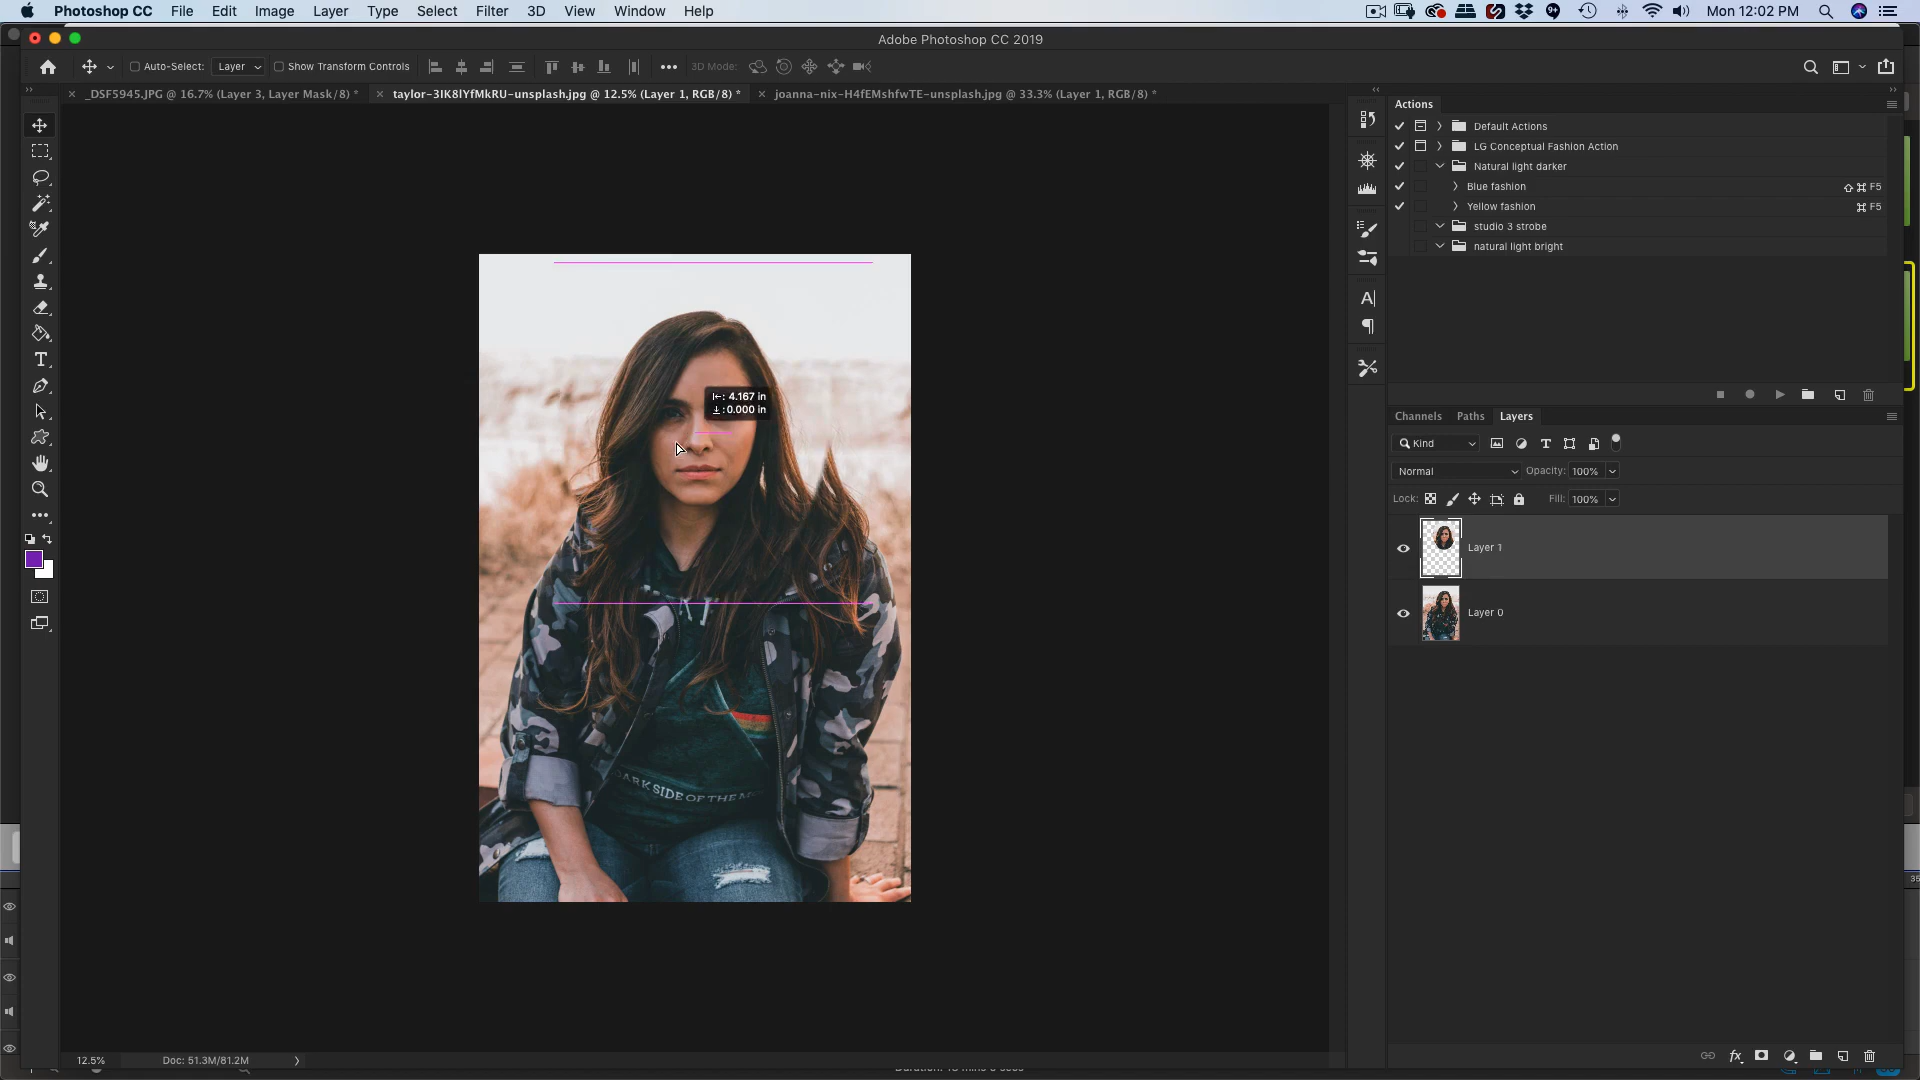 Photoshop CC File Edit Image Layer Type Select Filter 3D View Window Help
9+ Mon 12:02 PM
Adobe Photoshop CC 2019
Auto-Select: Layer Show Transform Controls 3D Mode:
_DSF5945.JPG @ 16.7% (Layer 3, Layer Mask/8) *
taylor-3IK8lYfMkRU-unsplash.jpg @ 12.5% (Layer 1, RGB/8) *
joanna-nix-H4fEMshfwTE-unsplash.jpg @ 33.3% (Layer 1, RGB/8) *
Actions
Default Actions
LG Conceptual Fashion Action
Natural light darker
Blue fashion F5
Yellow fashion F5
studio 3 strobe
natural light bright
: 4.167 in
: 0.000 in
Channels Paths Layers
Kind
Normal Opacity: 100%
Lock: Fill: 100%
Layer 1
Layer 0
DARK SIDE OF THE
12.5% Doc: 51.3M/81.2M
35